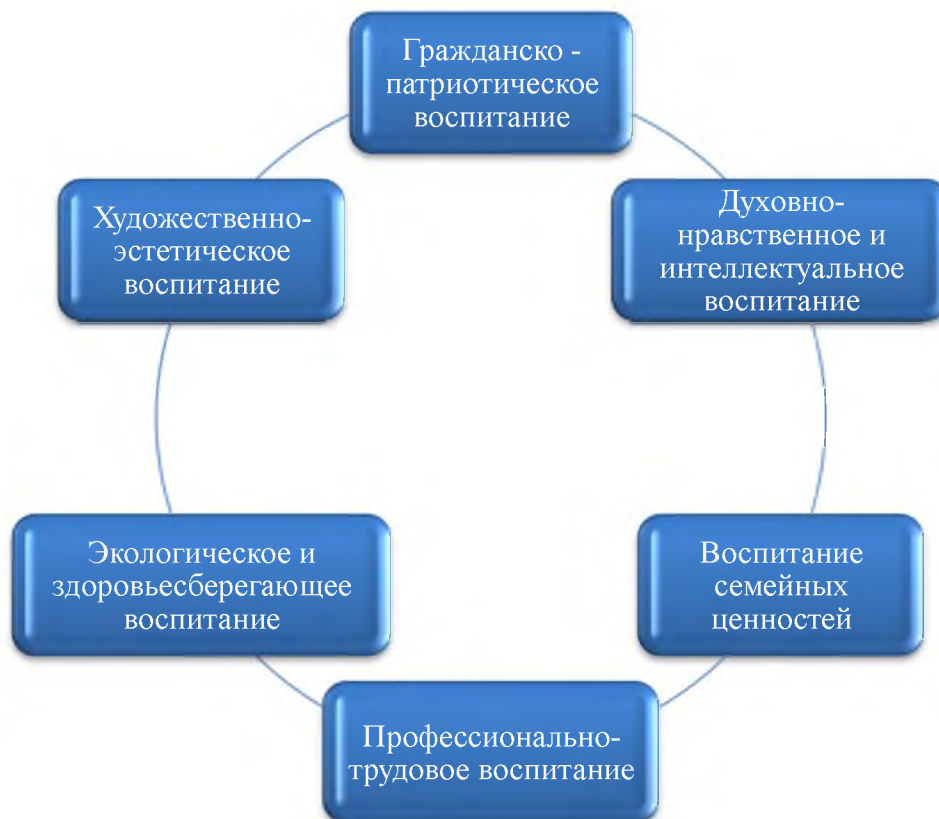 Гражданско -
патриотическое
воспитание
Духовно-
нравственное и
интеллектуальное
воспитание
Воспитание
семейных
ценностей
Профессионально-
трудовое воспитание
Экологическое и
здоровьесберегающее
воспитание
Художественно-
эстетическое
воспитание